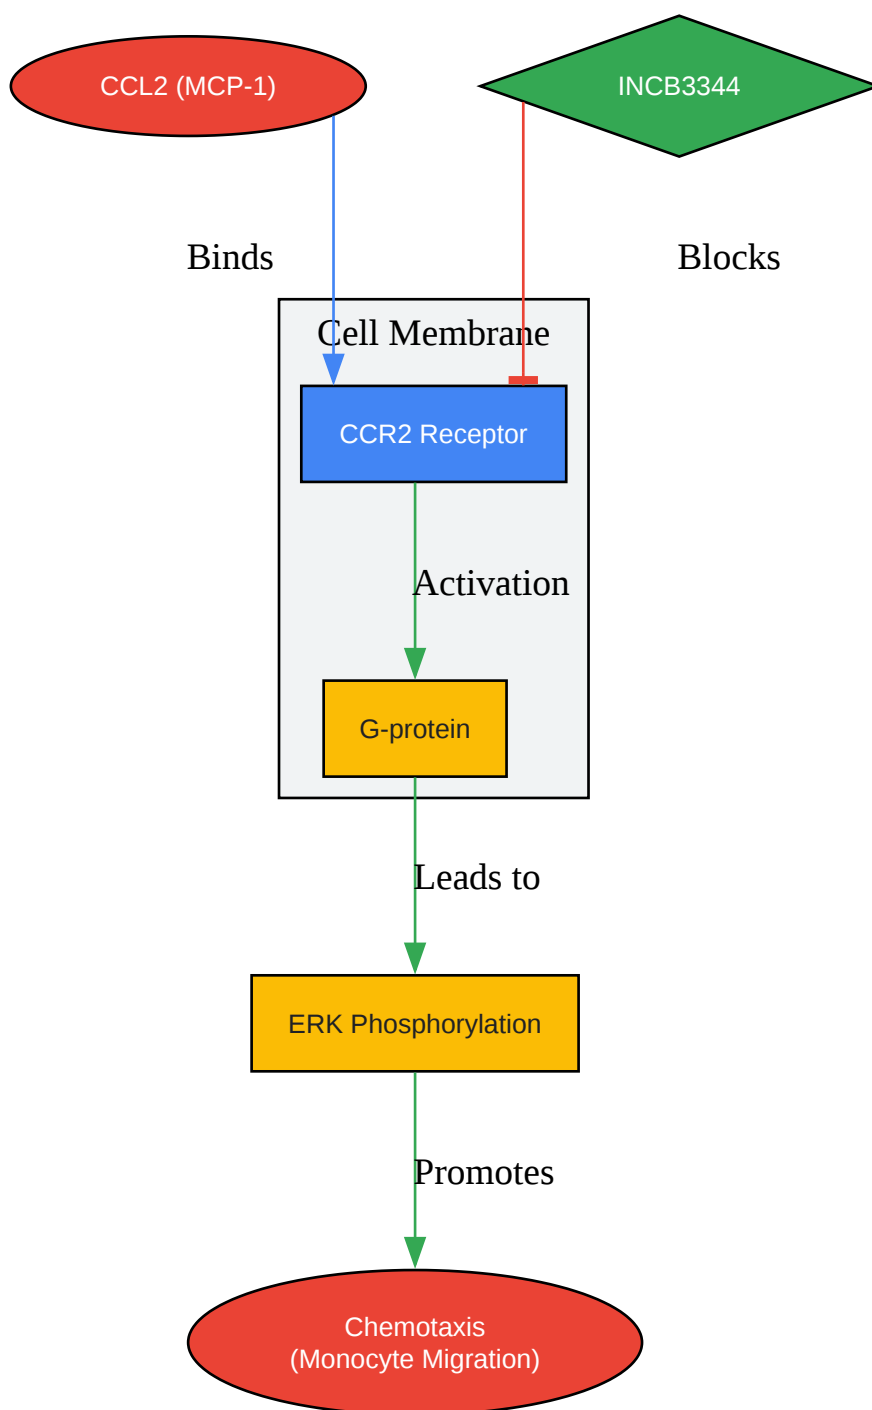 CCL2 (MCP-1)
INCB3344
Binds
Blocks
Cell Membrane
CCR2 Receptor
Activation
G-protein
Leads to
ERK Phosphorylation
Promotes
Chemotaxis
(Monocyte Migration)